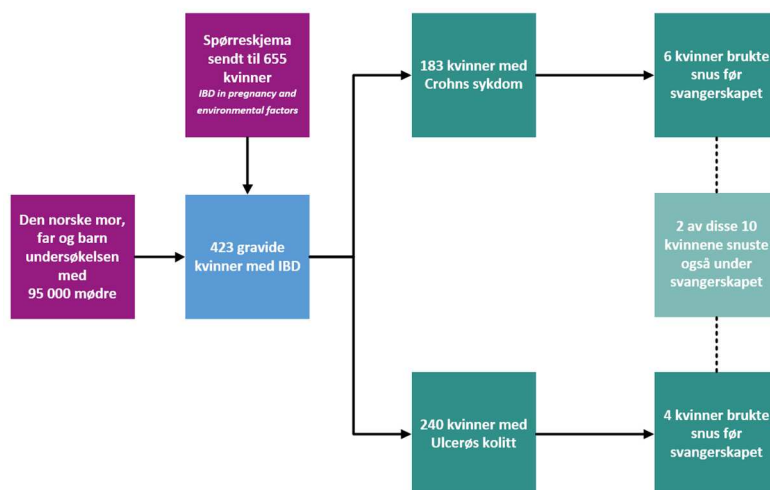 Spørreskjema
sendt til 655
kvinner
IBD in pregnancy and
environmental factors
Den norske mor,
far og barn
undersøkelsen
med
95 000 mødre
423 gravide
kvinner med IBD
183 kvinner med
Crohns sykdom
6 kvinner brukte
snus før
svangerskapet
2 av disse 10
kvinnene snuste
også under
svangerskapet
240 kvinner med
Ulcerøs kolitt
4 kvinner brukte
snus før
svangerskapet